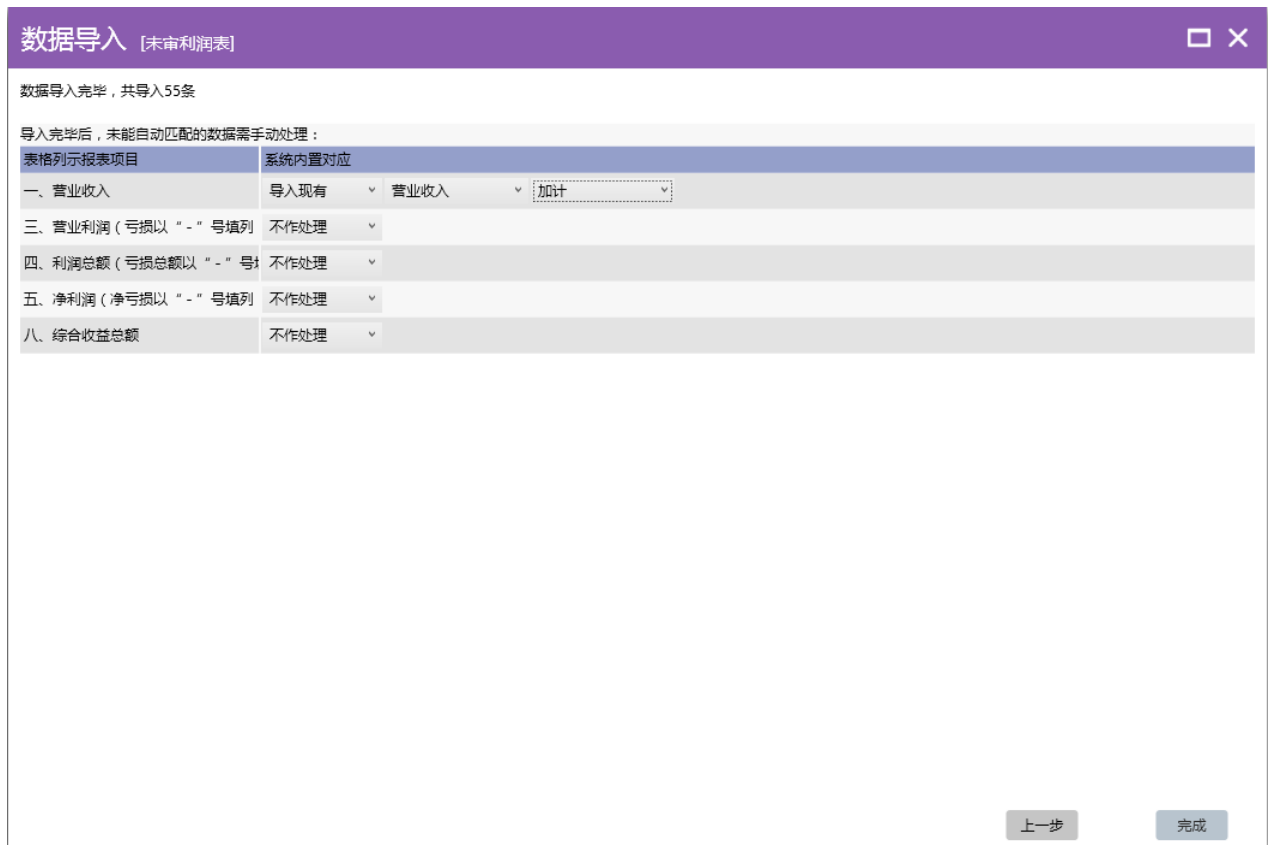 数据导入 [未审利润表]
数据导入完毕，共导入55条
导入完毕后，未能自动匹配的数据需手动处理：
表格列示报表项目 系统内置对应
一、营业收入 导入现有 营业收入 加计
三、营业利润（亏损以“-”号填列 不作处理
四、利润总额（亏损总额以“-”号 不作处理
五、净利润（净亏损以“-”号填列 不作处理
八、综合收益总额 不作处理
上一步 完成